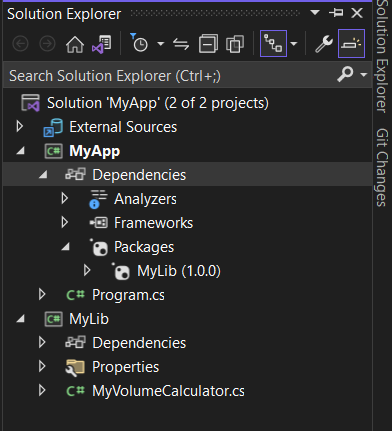 Solution Explorer
Search Solution Explorer (Ctrl+;)
Solution 'MyApp' (2 of 2 projects)
External Sources
C# MyApp
Dependencies
Analyzers
Frameworks
Packages
MyLib (1.0.0)
C# Program.cs
C# MyLib
Dependencies
Properties
C# MyVolumeCalculator.cs
Solution Explorer
Git Changes